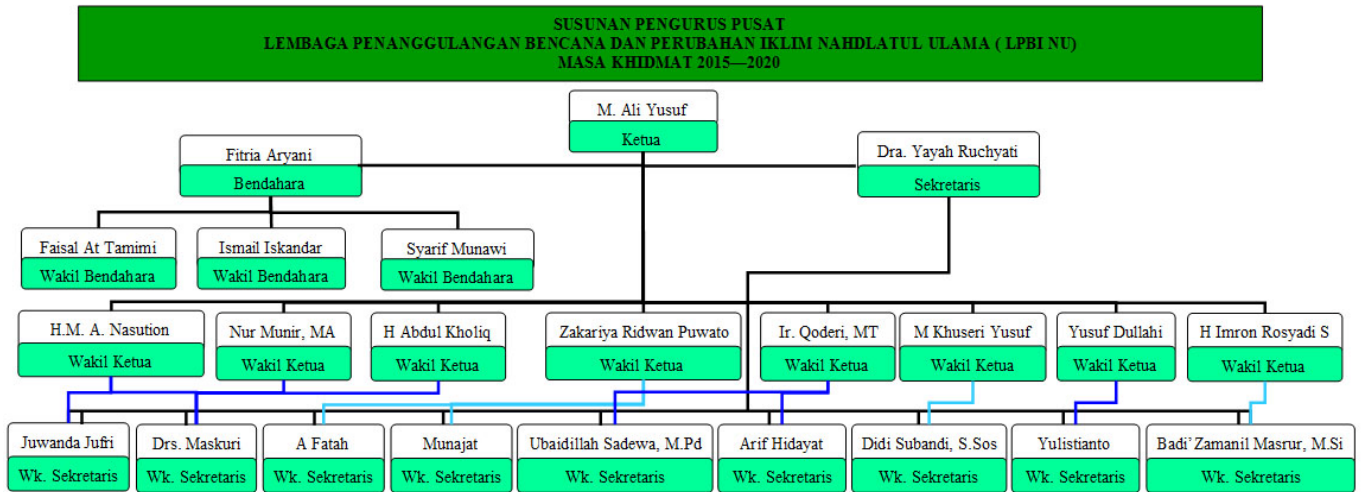 SUSUNAN PENGURUS PUSAT
LEMBAGA PENANGGULANGAN BENCANA DAN PERUBAHAN IKLIM NAHDLATUL ULAMA ( LPBI NU)
MASA KHIDMAT 2015—2020
M. Ali Yusuf
Ketua
Fitria Aryani
Bendahara
Dra. Yayah Ruchyati
Sekretaris
Faisal At Tamimi
Wakil Bendahara
Ismail Iskandar
Wakil Bendahara
Syarif Munawi
Wakil Bendahara
H.M. A. Nasution
Wakil Ketua
Nur Munir, MA
Wakil Ketua
H Abdul Kholiq
Wakil Ketua
Zakariya Ridwan Puwato
Wakil Ketua
Ir. Qoderi, MT
Wakil Ketua
M Khuseri Yusuf
Wakil Ketua
Yusuf Dullahi
Wakil Ketua
H Imron Rosyadi S
Wakil Ketua
Juwanda Jufri
Wk. Sekretaris
Drs. Maskuri
Wk. Sekretaris
A Fatah
Wk. Sekretaris
Munajat
Wk. Sekretaris
Ubaidillah Sadewa, M.Pd
Wk. Sekretaris
Arif Hidayat
Wk. Sekretaris
Didi Subandi, S.Sos
Wk. Sekretaris
Yulistianto
Wk. Sekretaris
Badi' Zamanil Masrur, M.Si
Wk. Sekretaris